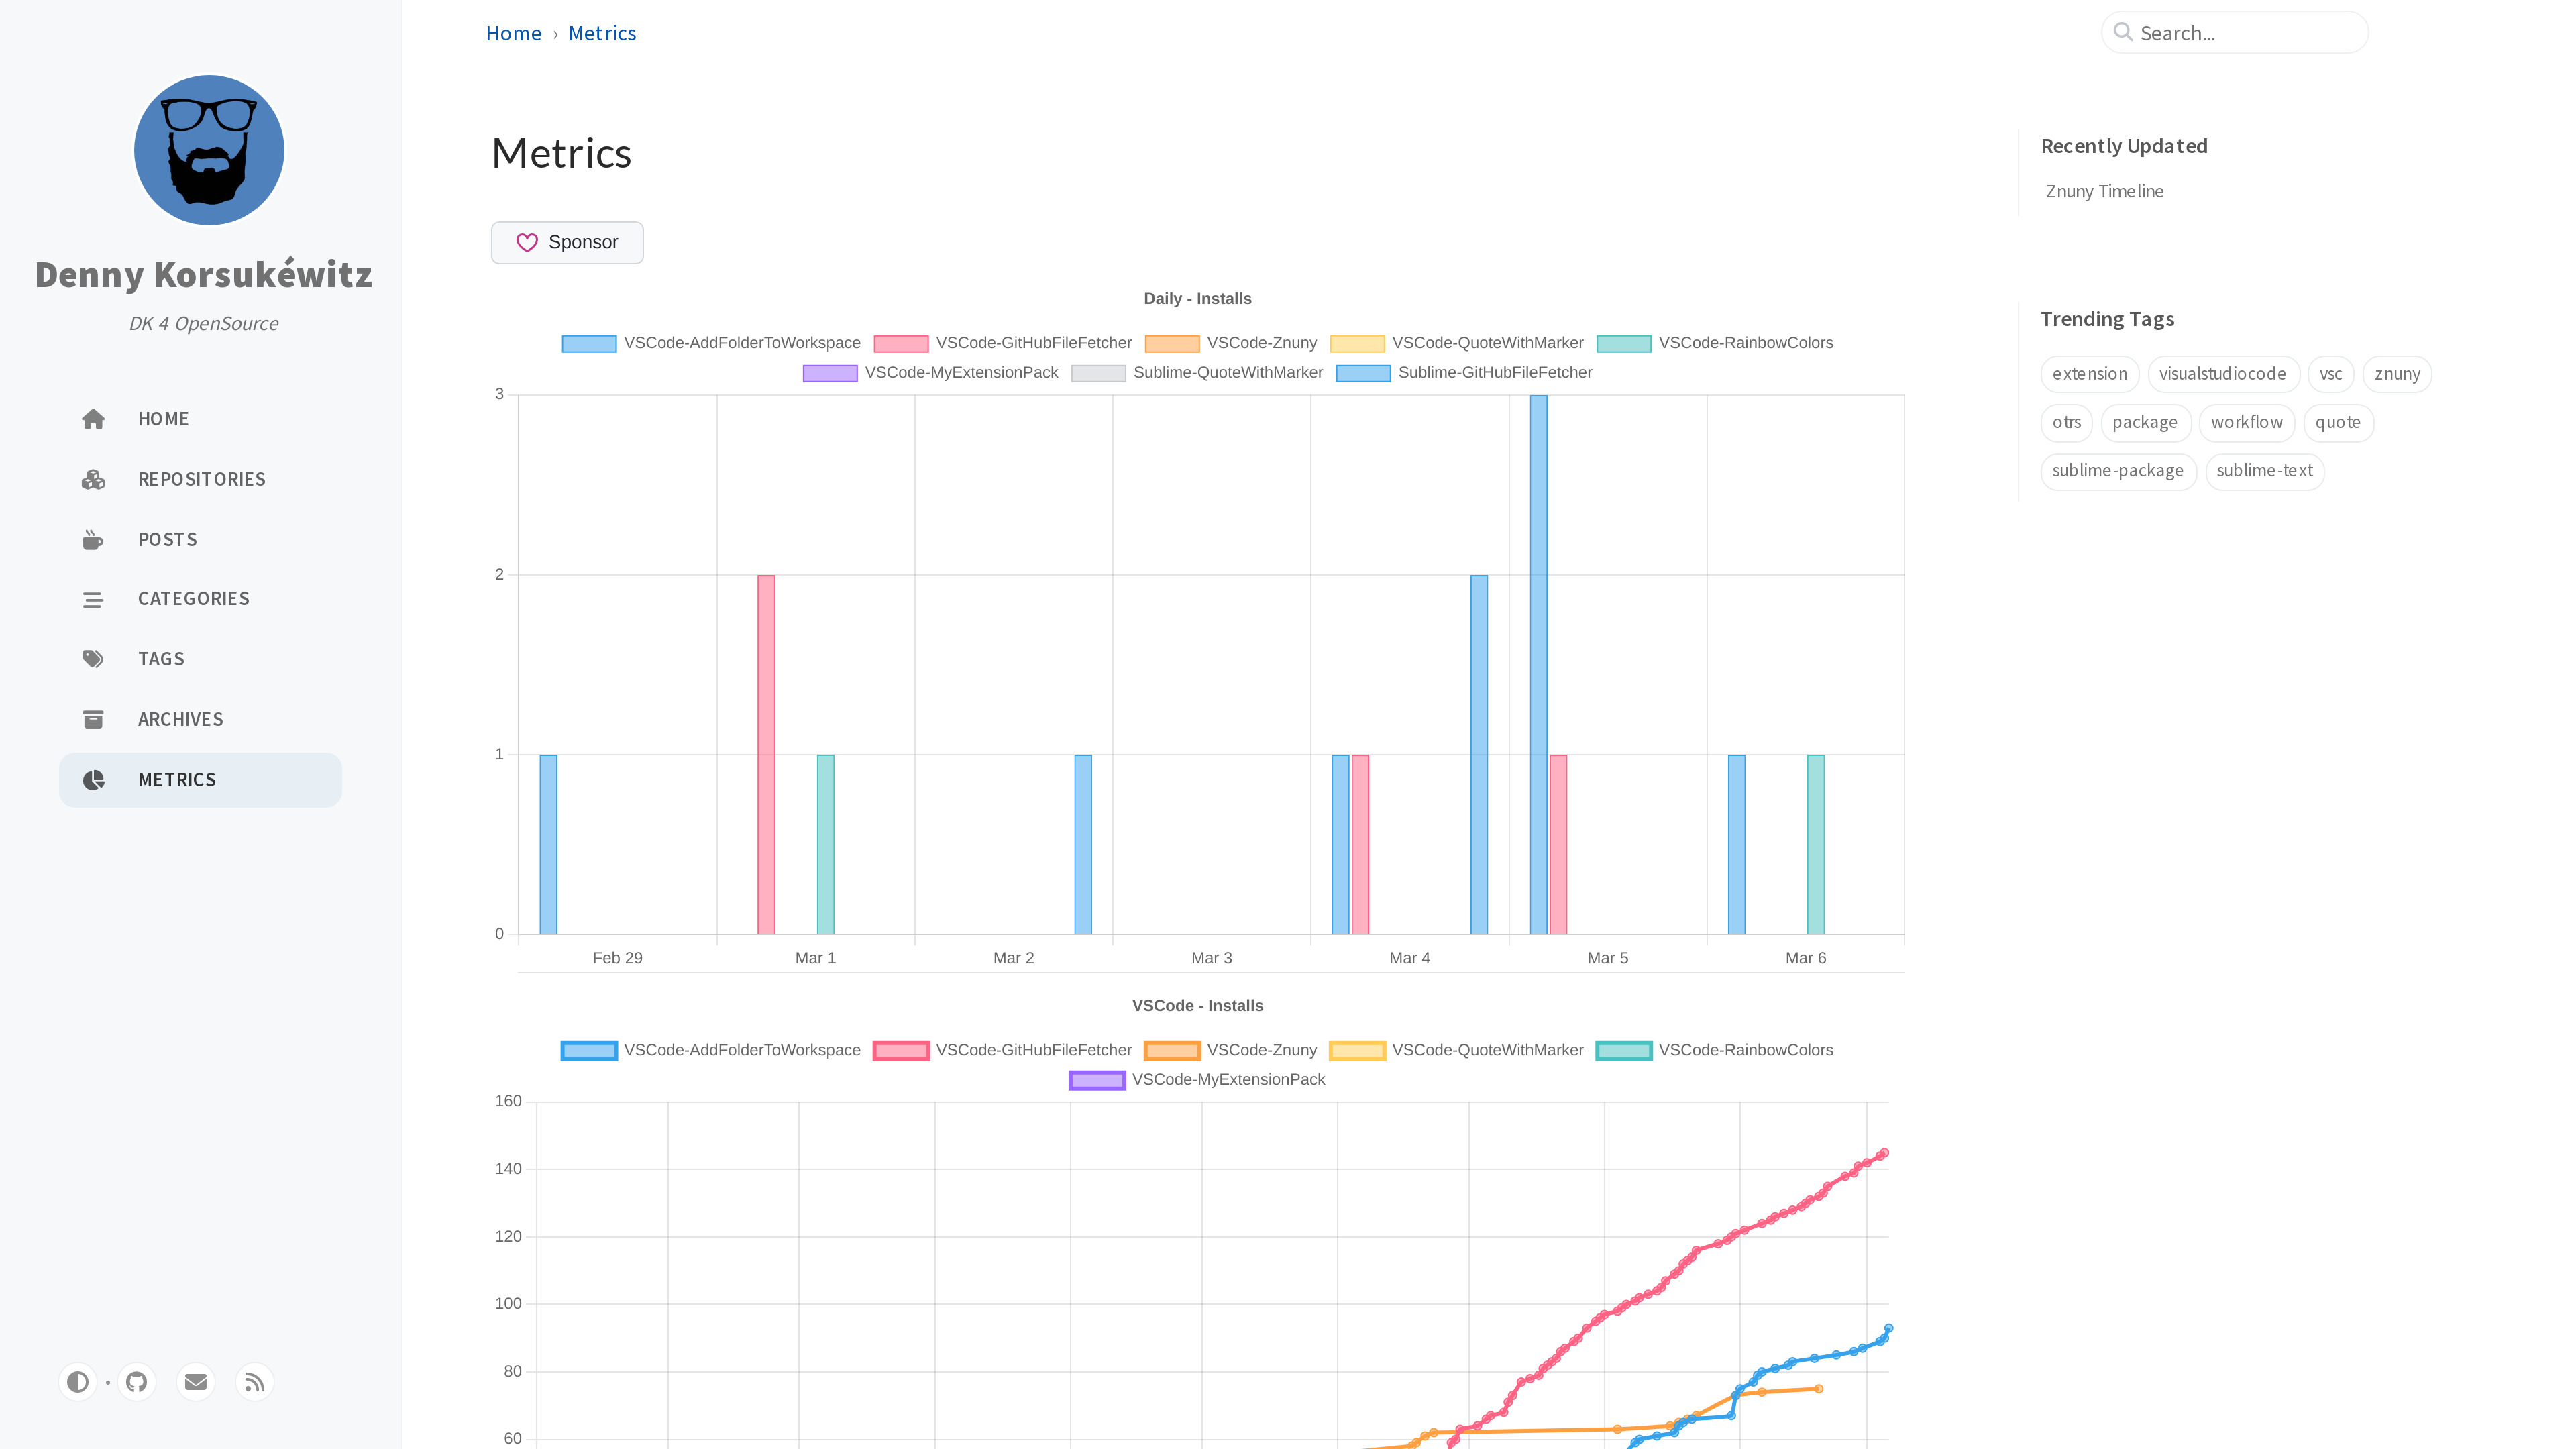 Denny Korsukéwitz
DK 4 OpenSource
HOME
REPOSITORIES
POSTS
CATEGORIES
TAGS
ARCHIVES
METRICS
Home › Metrics
Search...
Metrics
Sponsor
Daily - Installs
VSCode-AddFolderToWorkspace VSCode-GitHubFileFetcher VSCode-Znuny VSCode-QuoteWithMarker VSCode-RainbowColors
VSCode-MyExtensionPack Sublime-QuoteWithMarker Sublime-GitHubFileFetcher
3
2
1
0
Feb 29 Mar 1 Mar 2 Mar 3 Mar 4 Mar 5 Mar 6
VSCode - Installs
VSCode-AddFolderToWorkspace VSCode-GitHubFileFetcher VSCode-Znuny VSCode-QuoteWithMarker VSCode-RainbowColors
VSCode-MyExtensionPack
160
140
120
100
80
60
Recently Updated
Znuny Timeline
Trending Tags
extension visualstudiocode vsc znuny
otrs package workflow quote
sublime-package sublime-text